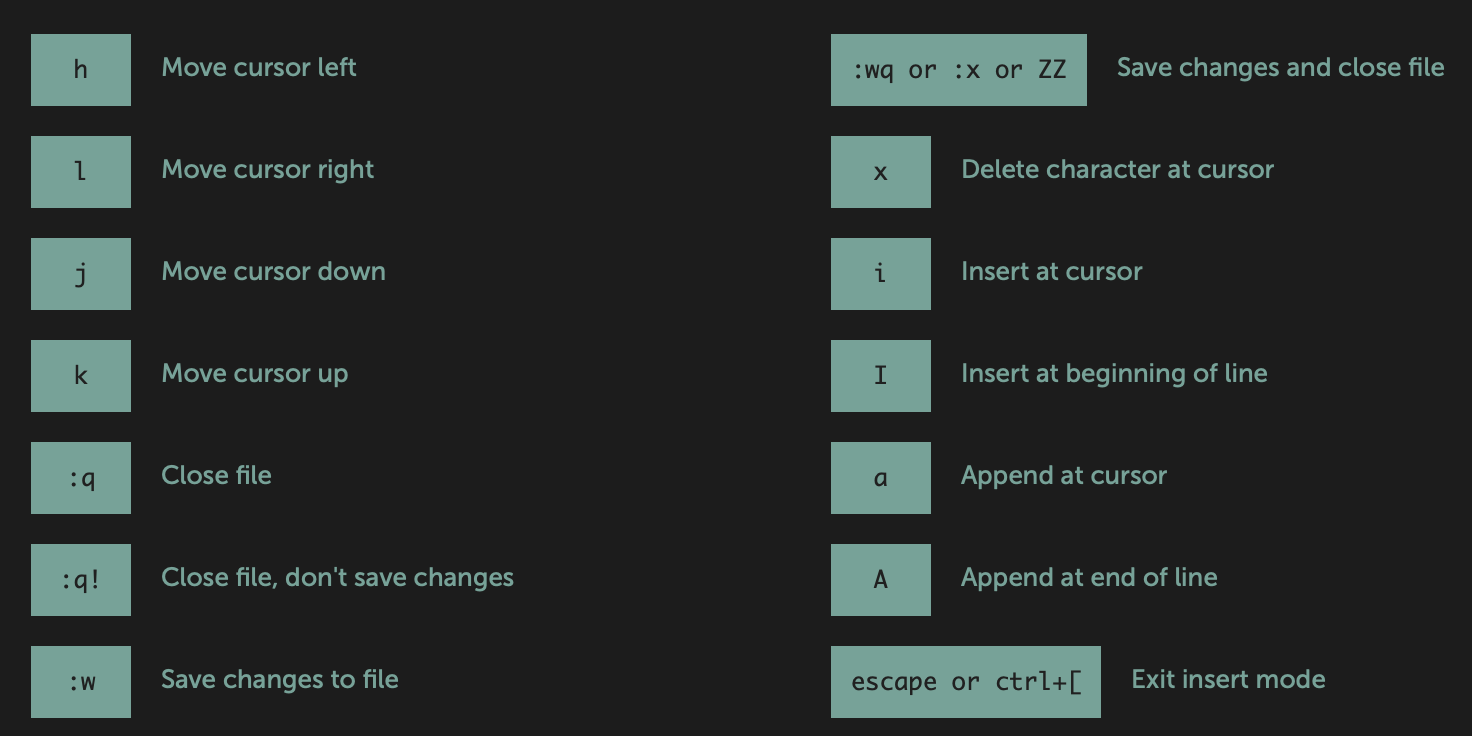 h Move cursor left
l Move cursor right
j Move cursor down
k Move cursor up
:q Close file
:q! Close file, don't save changes
:w Save changes to file
:wq or :x or ZZ Save changes and close file
x Delete character at cursor
i Insert at cursor
I Insert at beginning of line
a Append at cursor
A Append at end of line
escape or ctrl+[ Exit insert mode